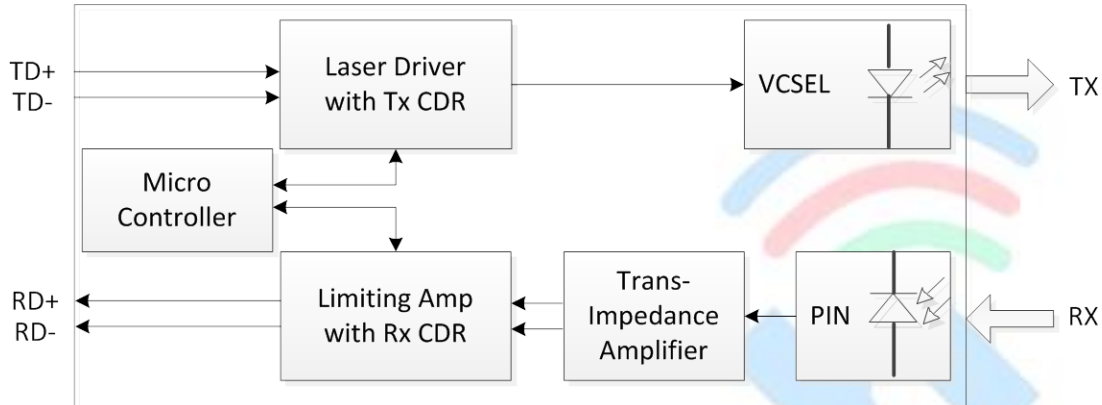 TD+
TD-
Laser Driver
with Tx CDR
VCSEL
TX
Micro
Controller
RD+
RD-
Limiting Amp
with Rx CDR
Trans-
Impedance
Amplifier
PIN
RX